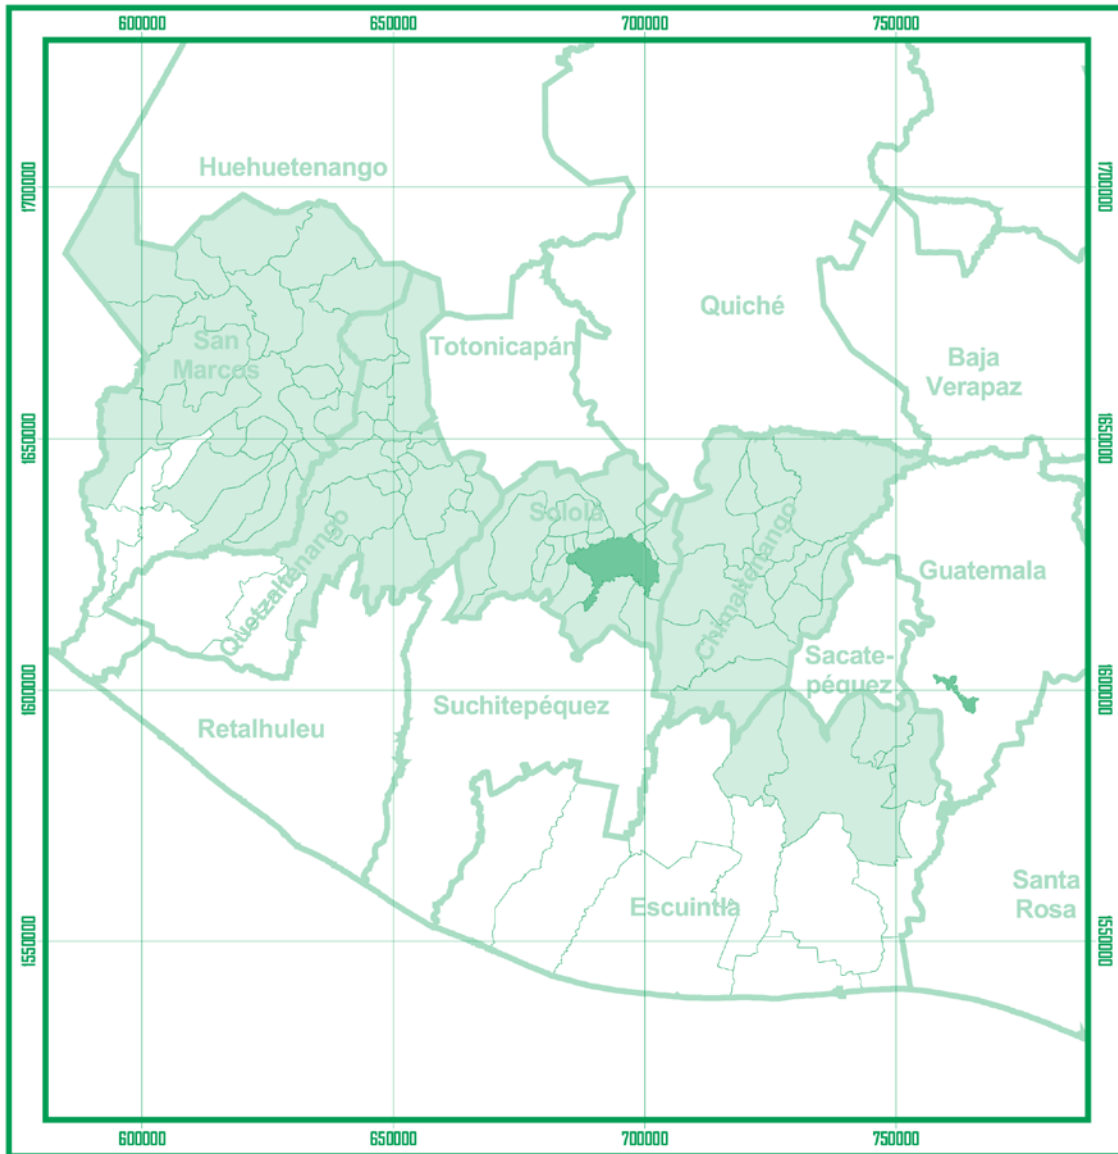 600000
650000
700000
750000
1700000
1700000
Huehuetenango
Quiché
San
Marcos
Totonicapán
Baja
Verapaz
1650000
1650000
Sololá
Quetzaltenango
Chimaltenango
Guatemala
Sacate-
péquez
1600000
1600000
Suchitepéquez
Retalhuleu
Santa
Rosa
Escuintla
1550000
1550000
600000
650000
700000
750000